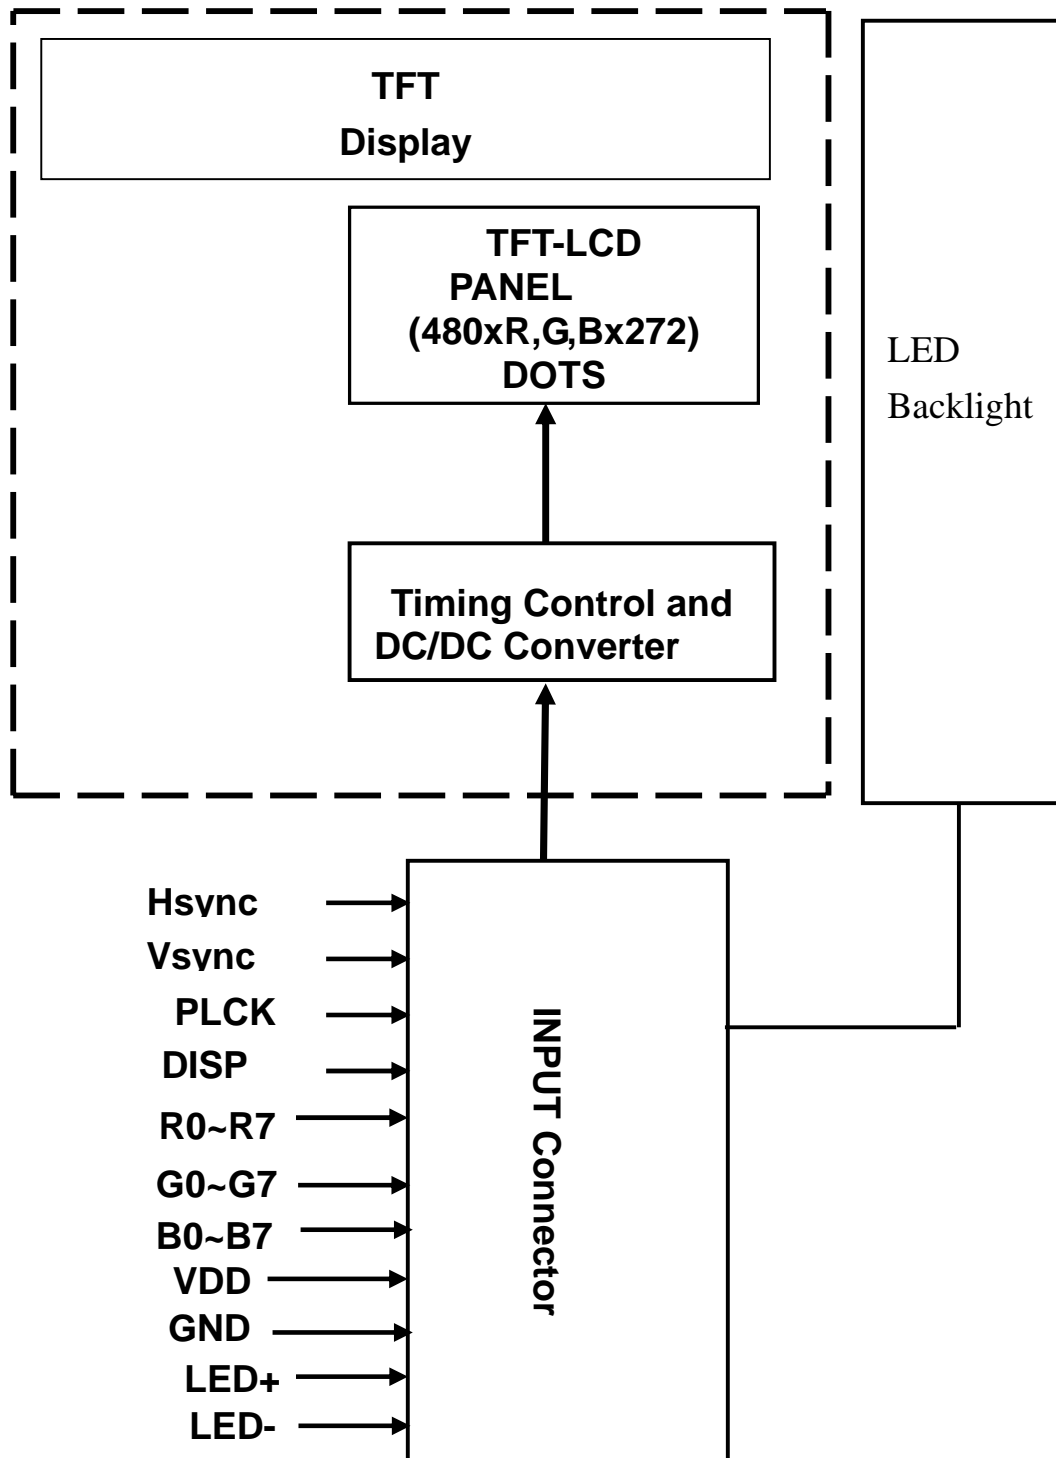 TFT
Display
TFT-LCD
PANEL
(480xR,G,Bx272)
DOTS
LED
Backlight
Timing Control and
DC/DC Converter
Hsync
Vsync
PLCK
DISP
R0~R7
G0~G7
B0~B7
VDD
GND
LED+
LED-
INPUT Connector